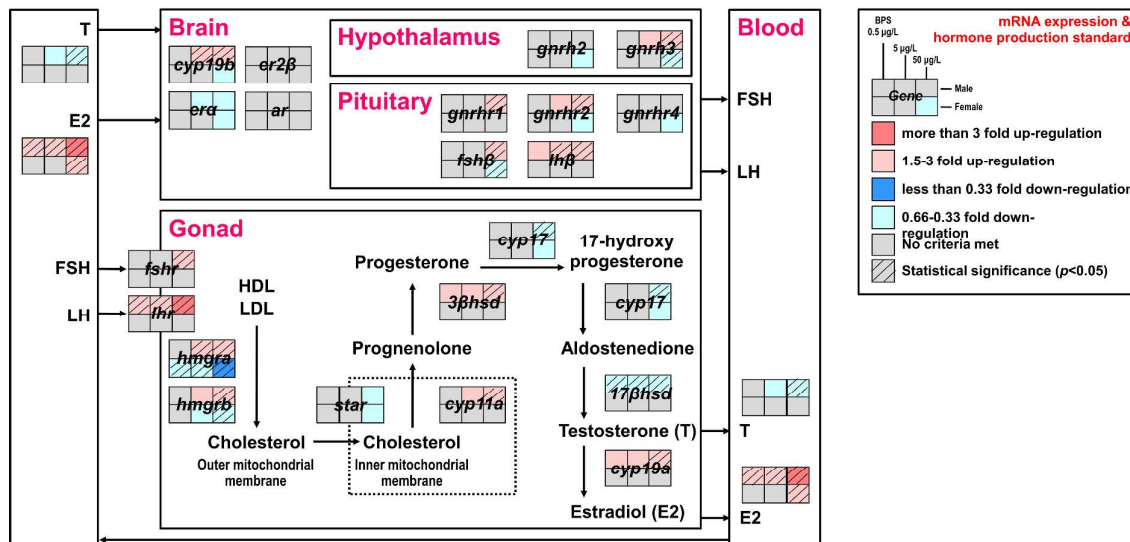 T
E2
FSH
LH
Brain
cyp19b
er2β
erα
ar
Hypothalamus
gnrh2
gnrh3
Pituitary
gnrhr1
gnrhr2
gnrhr4
fshβ
lhβ
Blood
FSH
LH
Gonad
fshr
lhr
hmgra
hmgrb
HDL
LDL
Cholesterol
Outer mitochondrial
membrane
star
Cholesterol
Inner mitochondrial
membrane
cyp11a
Prognenolone
3βhsd
Progesterone
cyp17
17-hydroxy
progesterone
cyp17
Aldostenedione
17βhsd
Testosterone (T)
cyp19a
Estradiol (E2)
T
E2
mRNA expression &
hormone production standard
BPS
0.5 µg/L
5 µg/L
50 µg/L
Gene
Male
Female
more than 3 fold up-regulation
1.5-3 fold up-regulation
less than 0.33 fold down-regulation
0.66-0.33 fold down-
regulation
No criteria met
Statistical significance (p<0.05)